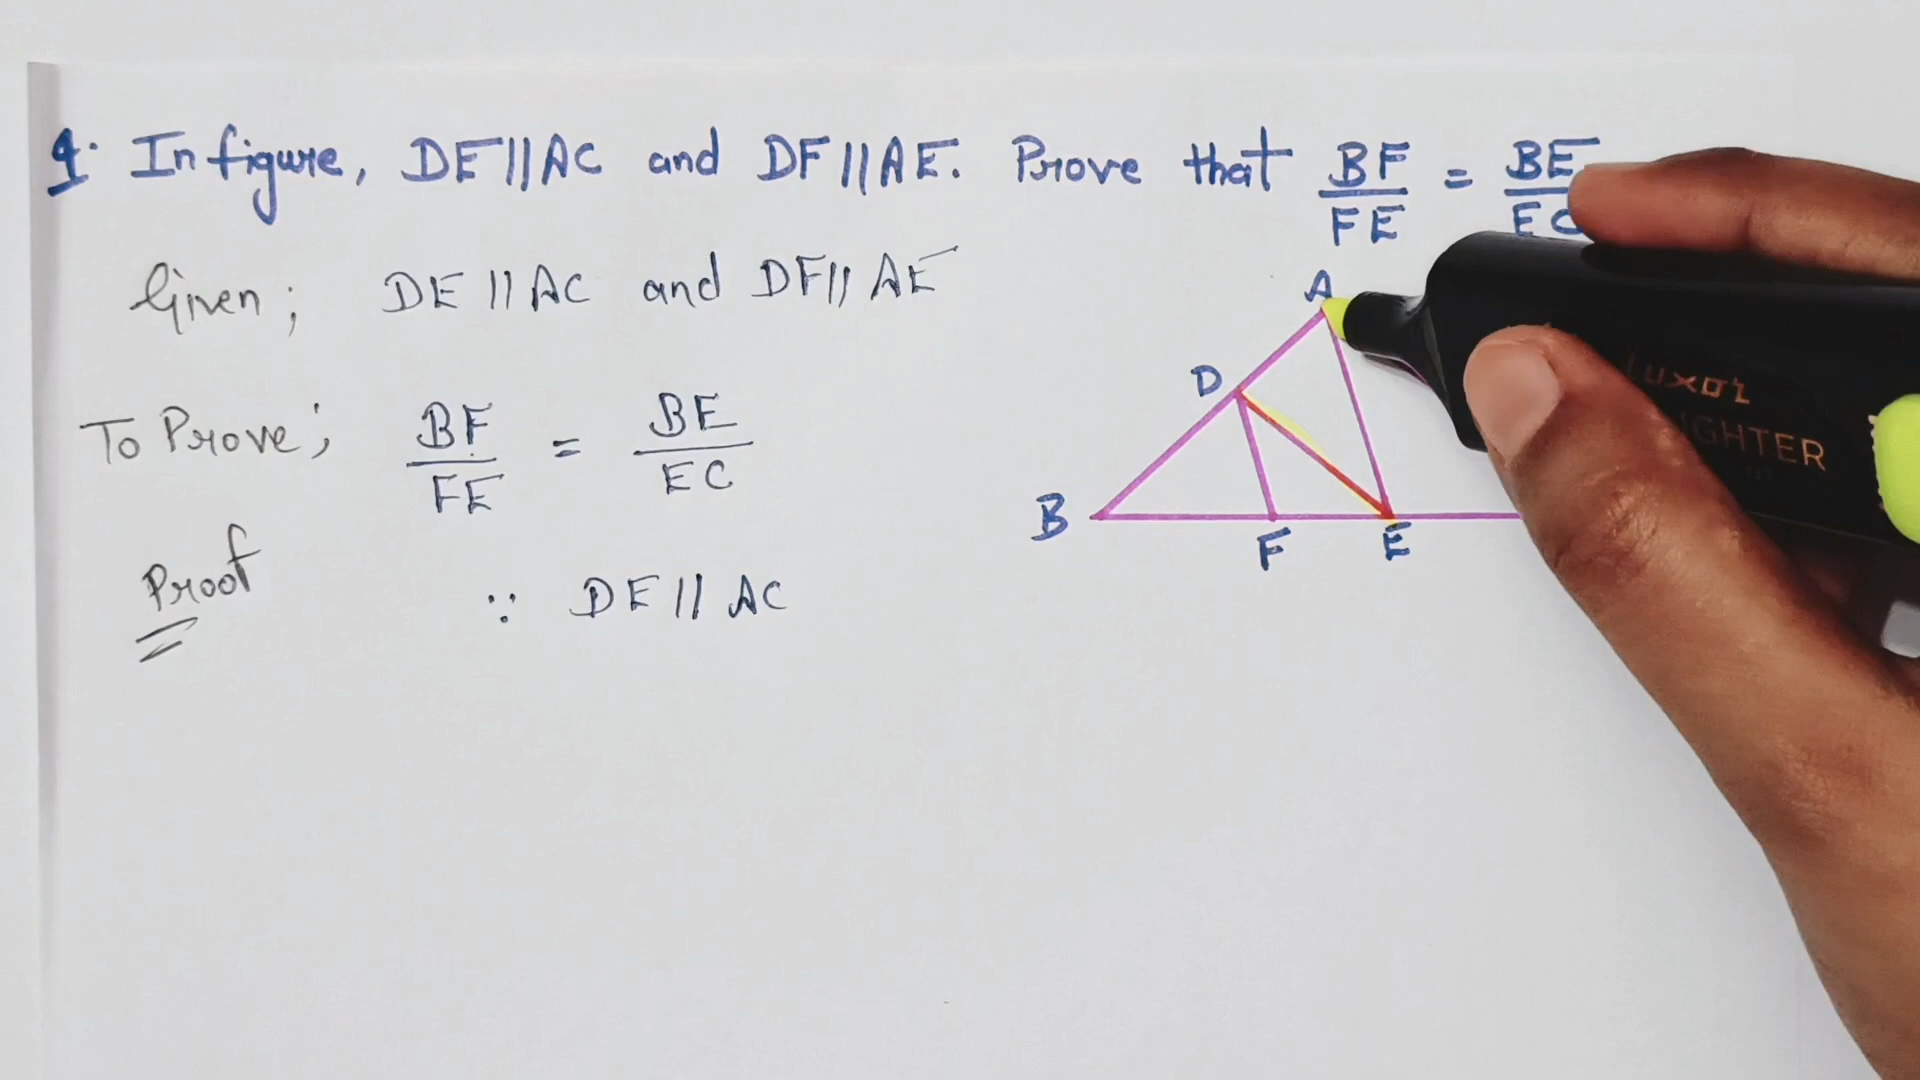 Q. In figure, DE||AC and DF||AE. Prove that BF/FE = BE/EC
Given; DE || AC and DF|| AE
To Prove; BF/FE = BE/EC
Proof ∵ DE || AC
A
D
B
F
E
Luxor